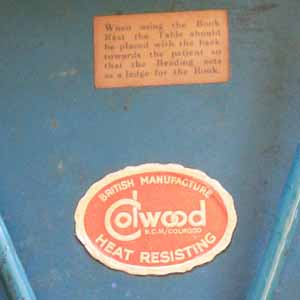 When using the Book
Rest the Table should
be placed with the back
towards the patient so
that the Beading acts
as a ledge for the Book.
BRITISH MANUFACTURE
Colwood
B.C.M/COLWOOD
HEAT RESISTING